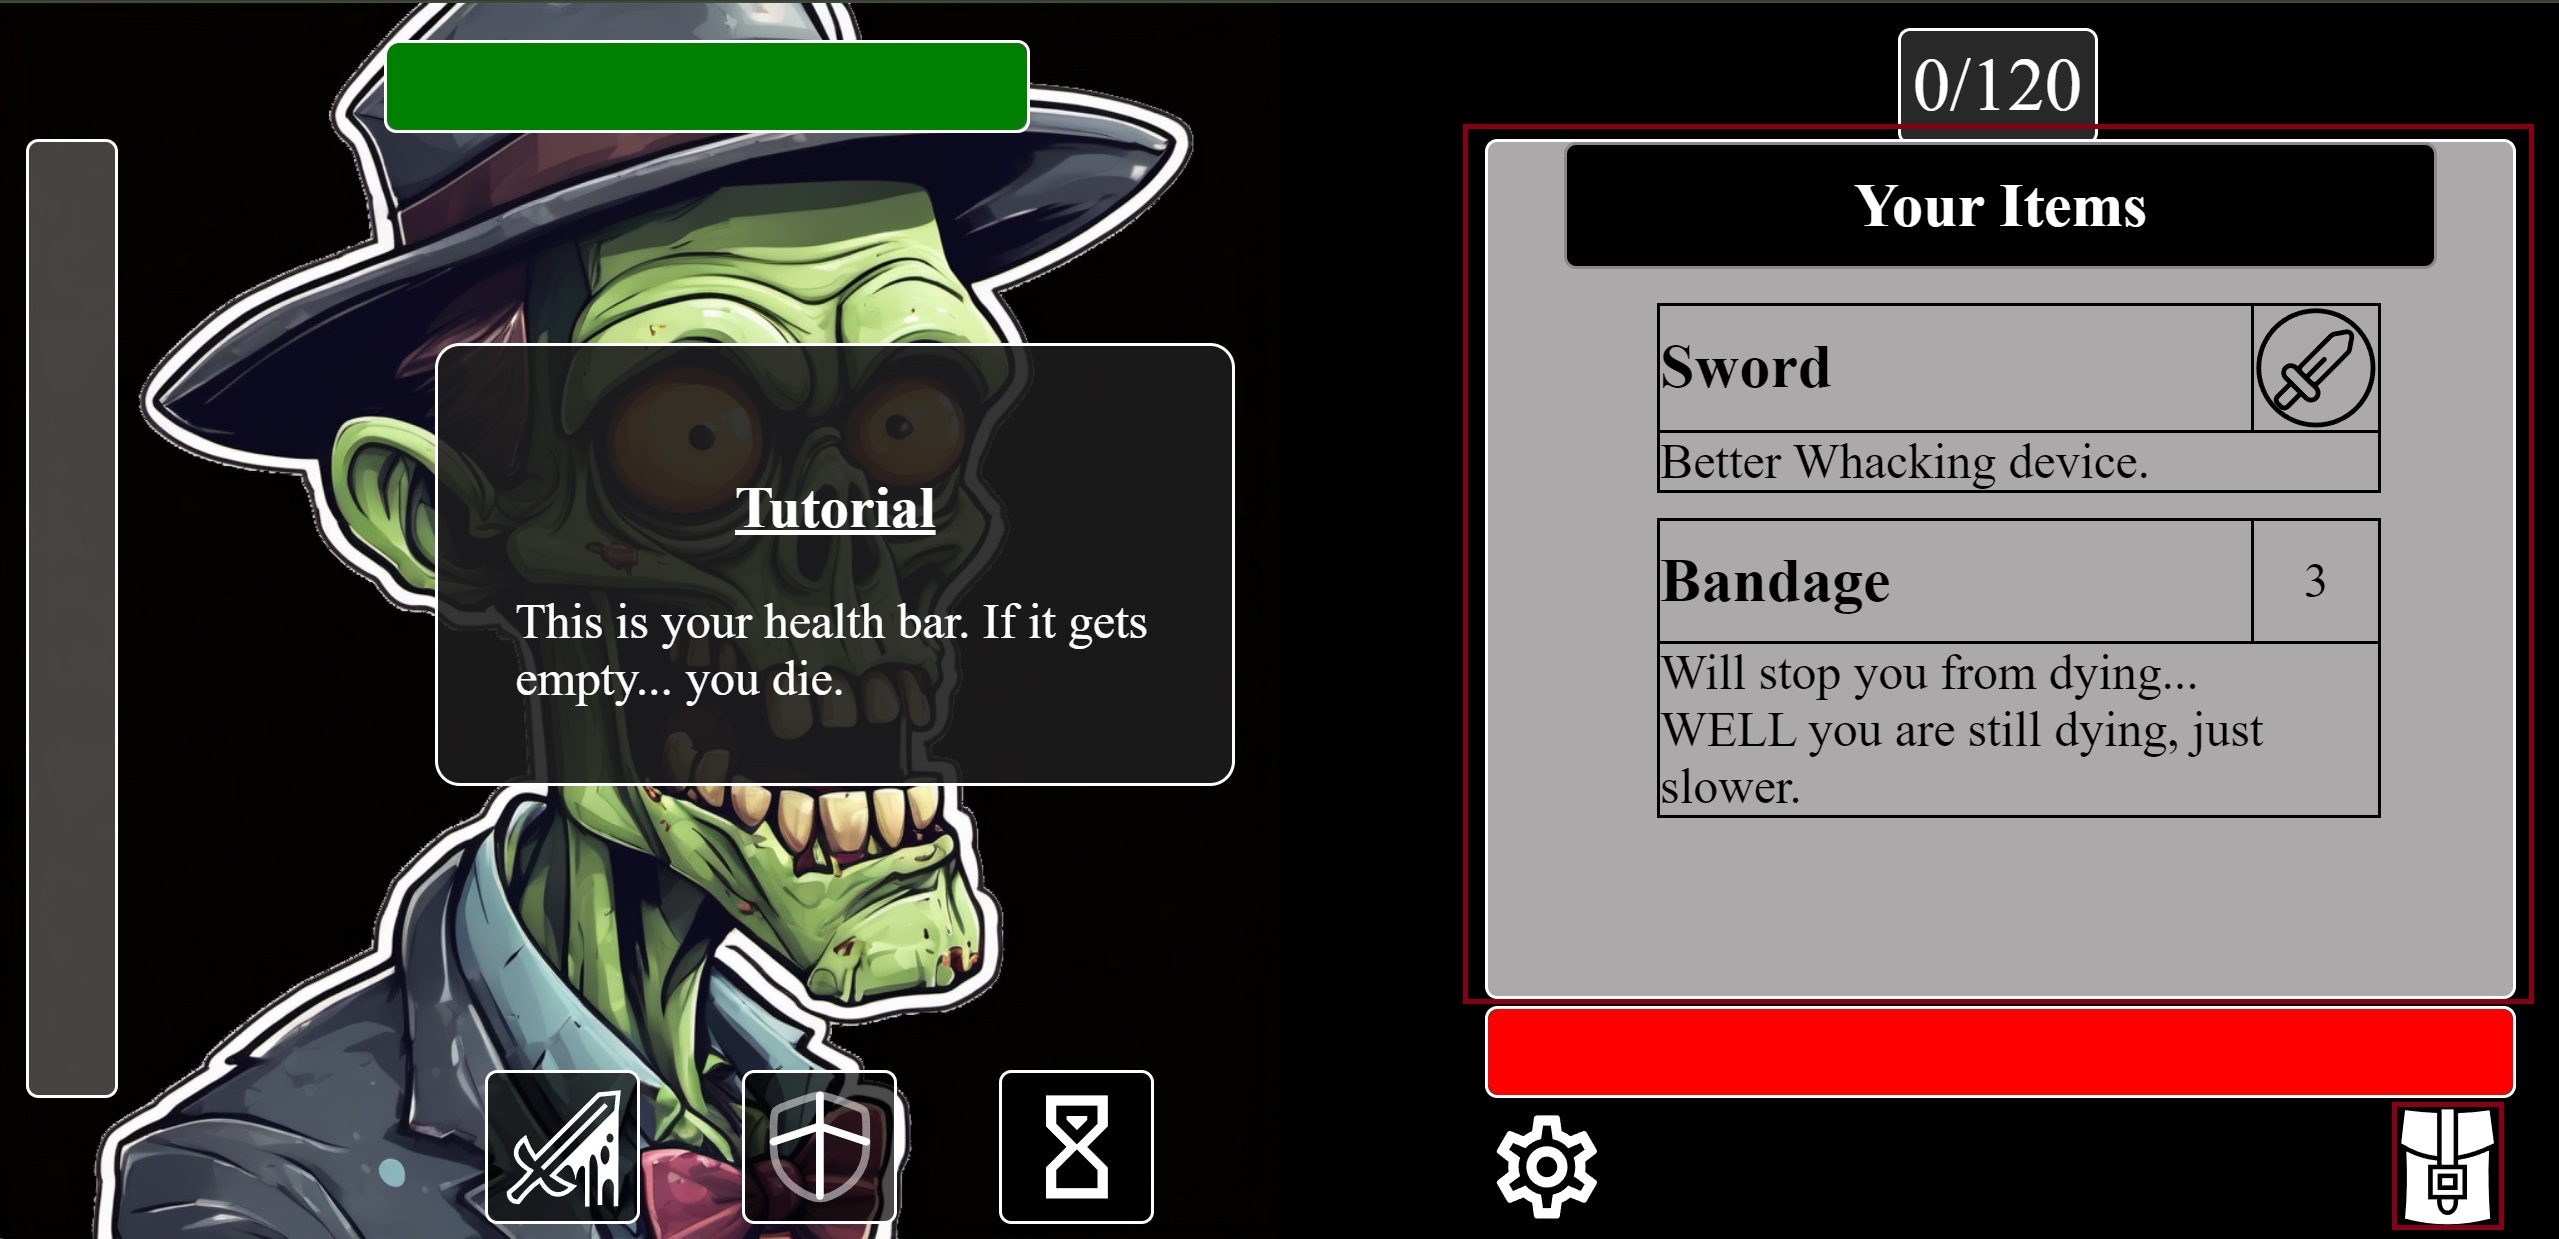 0/120
Your Items
Sword
Better Whacking device.
Bandage
3
Will stop you from dying...
WELL you are still dying, just
slower.
Tutorial
This is your health bar. If it gets
empty... you die.